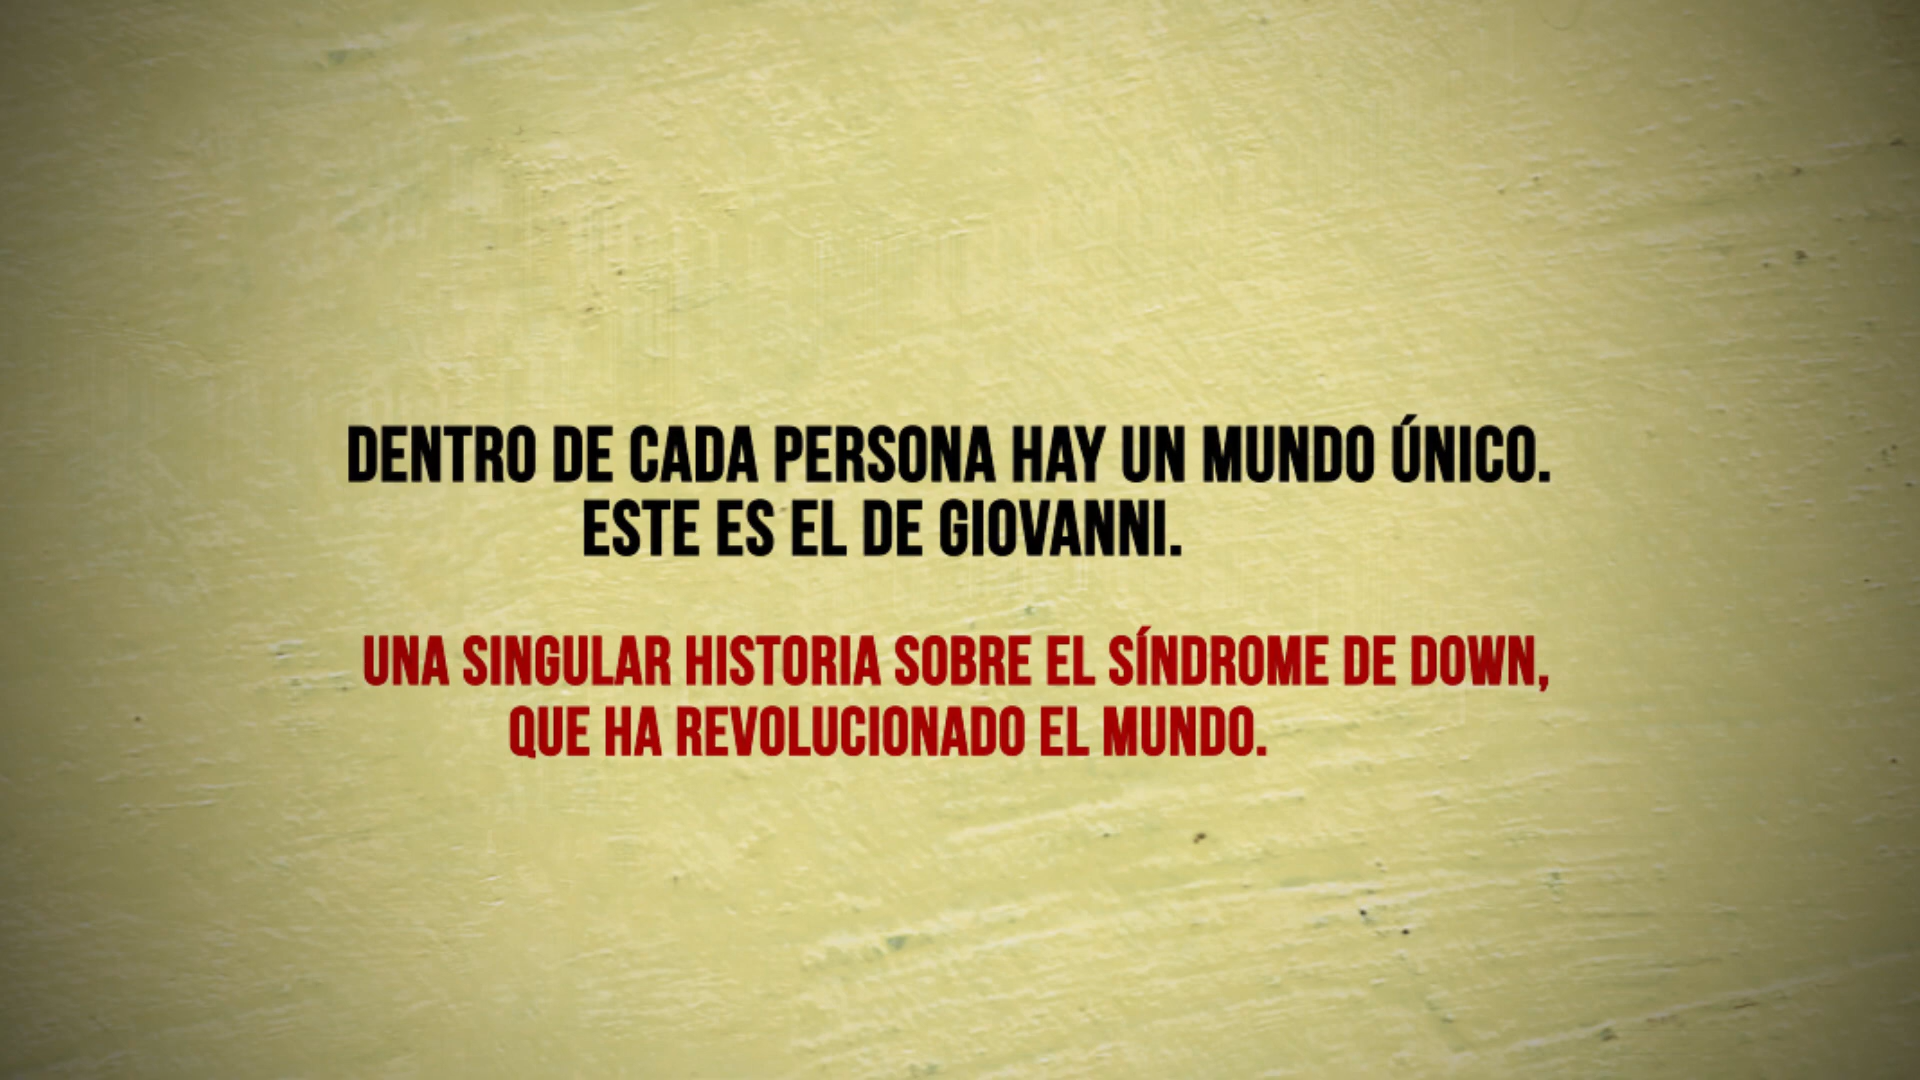 DENTRO DE CADA PERSONA HAY UN MUNDO ÚNICO.
ESTE ES EL DE GIOVANNI.
UNA SINGULAR HISTORIA SOBRE EL SÍNDROME DE DOWN,
QUE HA REVOLUCIONADO EL MUNDO.